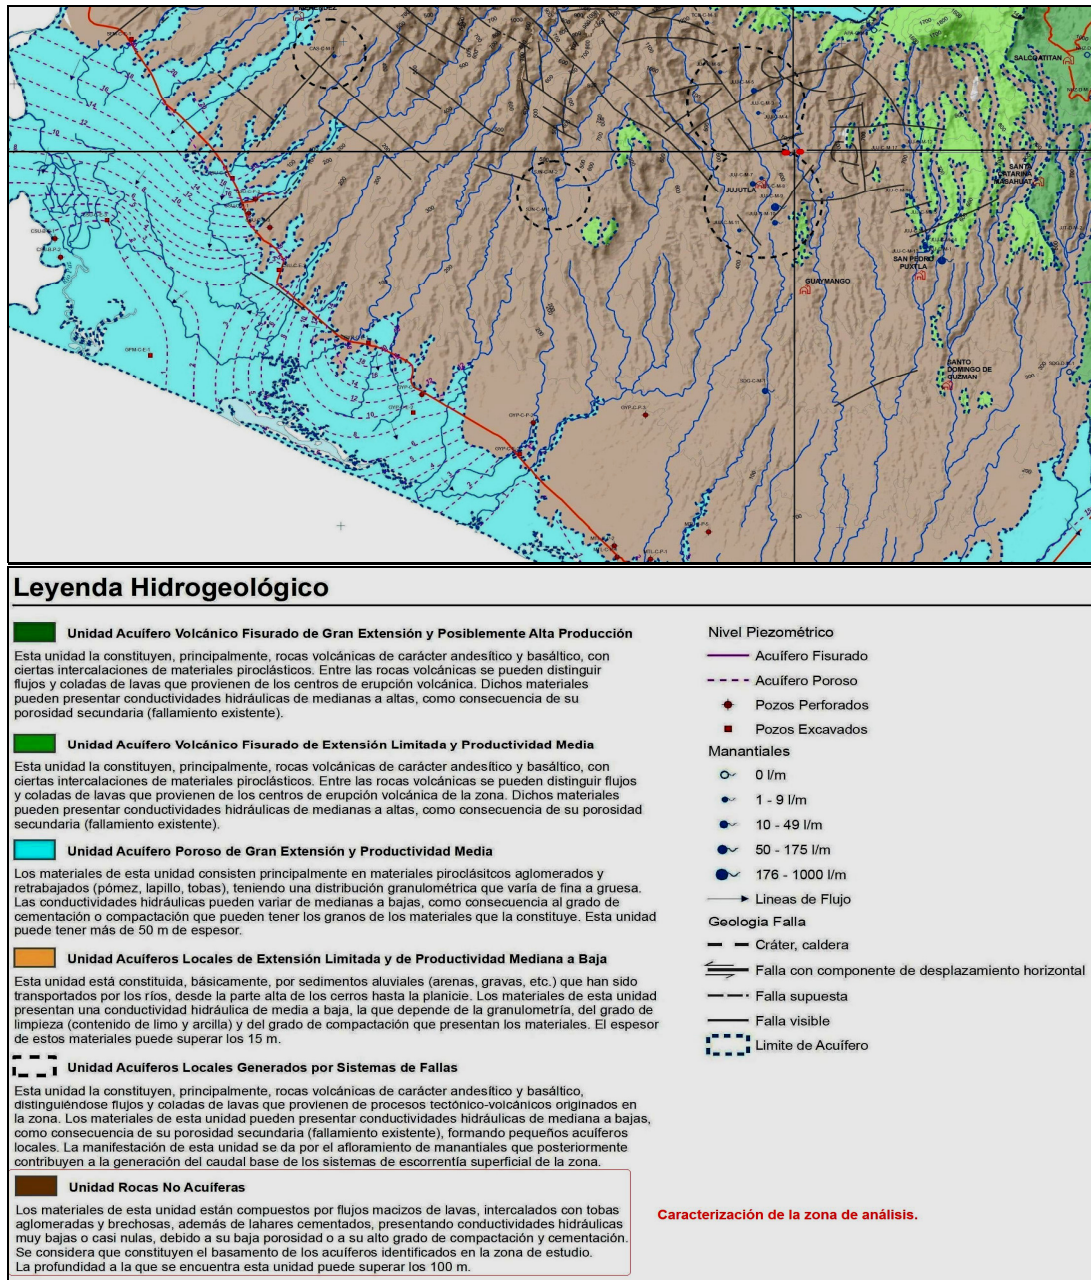 SALCOATITAN
SANTA
CATARINA
MASAHUAT
JUJUTLA
SAN PEDRO
PUXTLA
GUAYMANGO
SANTO
DOMINGO DE
GUZMAN
GPM-C-E-1
GYP-C-P-3
Leyenda Hidrogeológico
Unidad Acuífero Volcánico Fisurado de Gran Extensión y Posiblemente Alta Producción
Esta unidad la constituyen, principalmente, rocas volcánicas de carácter andesítico y basáltico, con
ciertas intercalaciones de materiales piroclásticos. Entre las rocas volcánicas se pueden distinguir
flujos y coladas de lavas que provienen de los centros de erupción volcánica. Dichos materiales
pueden presentar conductividades hidráulicas de medianas a altas, como consecuencia de su
porosidad secundaria (fallamiento existente).
Unidad Acuífero Volcánico Fisurado de Extensión Limitada y Productividad Media
Esta unidad la constituyen, principalmente, rocas volcánicas de carácter andesítico y basáltico, con
ciertas intercalaciones de materiales piroclásticos. Entre las rocas volcánicas se pueden distinguir flujos
y coladas de lavas que provienen de los centros de erupción volcánica de la zona. Dichos materiales
pueden presentar conductividades hidráulicas de medianas a altas, como consecuencia de su porosidad
secundaria (fallamiento existente).
Unidad Acuífero Poroso de Gran Extensión y Productividad Media
Los materiales de esta unidad consisten principalmente en materiales piroclásitcos aglomerados y
retrabajados (pómez, lapillo, tobas), teniendo una distribución granulométrica que varía de fina a gruesa.
Las conductividades hidráulicas pueden variar de medianas a bajas, como consecuencia al grado de
cementación o compactación que pueden tener los granos de los materiales que la constituye. Esta unidad
puede tener más de 50 m de espesor.
Unidad Acuíferos Locales de Extensión Limitada y de Productividad Mediana a Baja
Esta unidad está constituida, básicamente, por sedimentos aluviales (arenas, gravas, etc.) que han sido
transportados por los ríos, desde la parte alta de los cerros hasta la planicie. Los materiales de esta unidad
presentan una conductividad hidráulica de media a baja, la que depende de la granulometría, del grado de
limpieza (contenido de limo y arcilla) y del grado de compactación que presentan los materiales. El espesor
de estos materiales puede superar los 15 m.
Unidad Acuíferos Locales Generados por Sistemas de Fallas
Esta unidad la constituyen, principalmente, rocas volcánicas de carácter andesítico y basáltico,
distinguiéndose flujos y coladas de lavas que provienen de procesos tectónico-volcánicos originados en
la zona. Los materiales de esta unidad pueden presentar conductividades hidráulicas de mediana a bajas,
como consecuencia de su porosidad secundaria (fallamiento existente), formando pequeños acuíferos
locales. La manifestación de esta unidad se da por el afloramiento de manantiales que posteriormente
contribuyen a la generación del caudal base de los sistemas de escorrentía superficial de la zona.
Unidad Rocas No Acuíferas
Los materiales de esta unidad están compuestos por flujos macizos de lavas, intercalados con tobas
aglomeradas y brechosas, además de lahares cementados, presentando conductividades hidráulicas
muy bajas o casi nulas, debido a su baja porosidad o a su alto grado de compactación y cementación.
Se considera que constituyen el basamento de los acuíferos identificados en la zona de estudio.
La profundidad a la que se encuentra esta unidad puede superar los 100 m.
Nivel Piezométrico
Acuífero Fisurado
Acuífero Poroso
Pozos Perforados
Pozos Excavados
Manantiales
0 l/m
1 - 9 l/m
10 - 49 l/m
50 - 175 l/m
176 - 1000 l/m
Lineas de Flujo
Geologia Falla
Cráter, caldera
Falla con componente de desplazamiento horizontal
Falla supuesta
Falla visible
Limite de Acuífero
Caracterización de la zona de análisis.